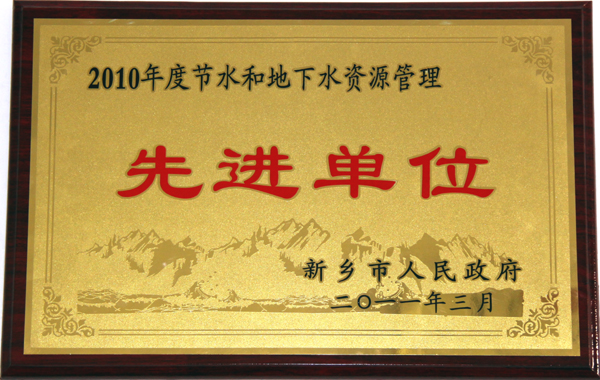 2010年度节水和地下水资源管理
先进单位
新乡市人民政府
二〇一一年三月